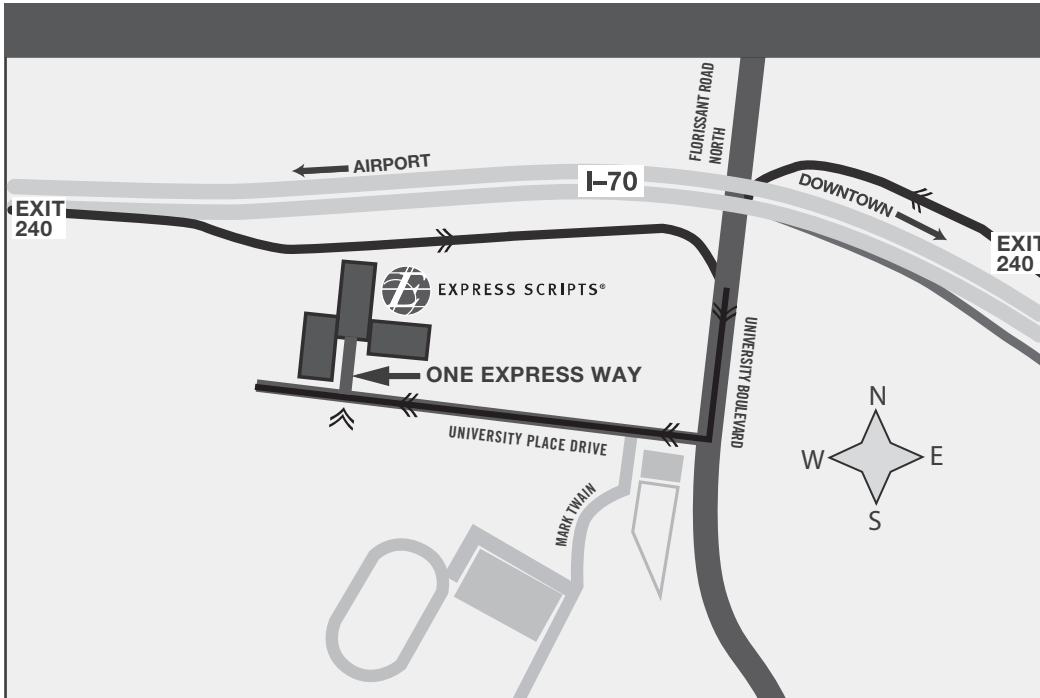 FLORISSANT ROAD
NORTH
AIRPORT
I–70
DOWNTOWN
EXIT
240
EXIT
240
EXPRESS SCRIPTS®
ONE EXPRESS WAY
UNIVERSITY BOULEVARD
UNIVERSITY PLACE DRIVE
MARK TWAIN
N
W
E
S